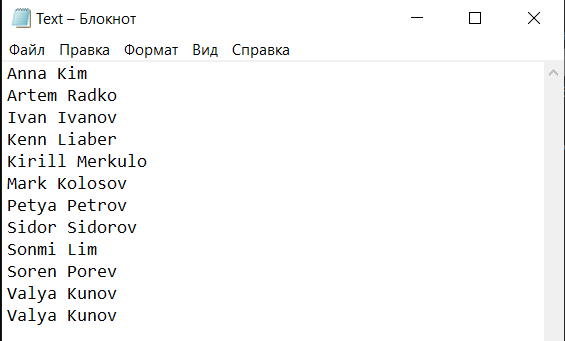 Text – Блокнот
Файл Правка Формат Вид Справка
Anna Kim
Artem Radko
Ivan Ivanov
Kenn Liaber
Kirill Merkulo
Mark Kolosov
Petya Petrov
Sidor Sidorov
Sonmi Lim
Soren Porev
Valya Kunov
Valya Kunov